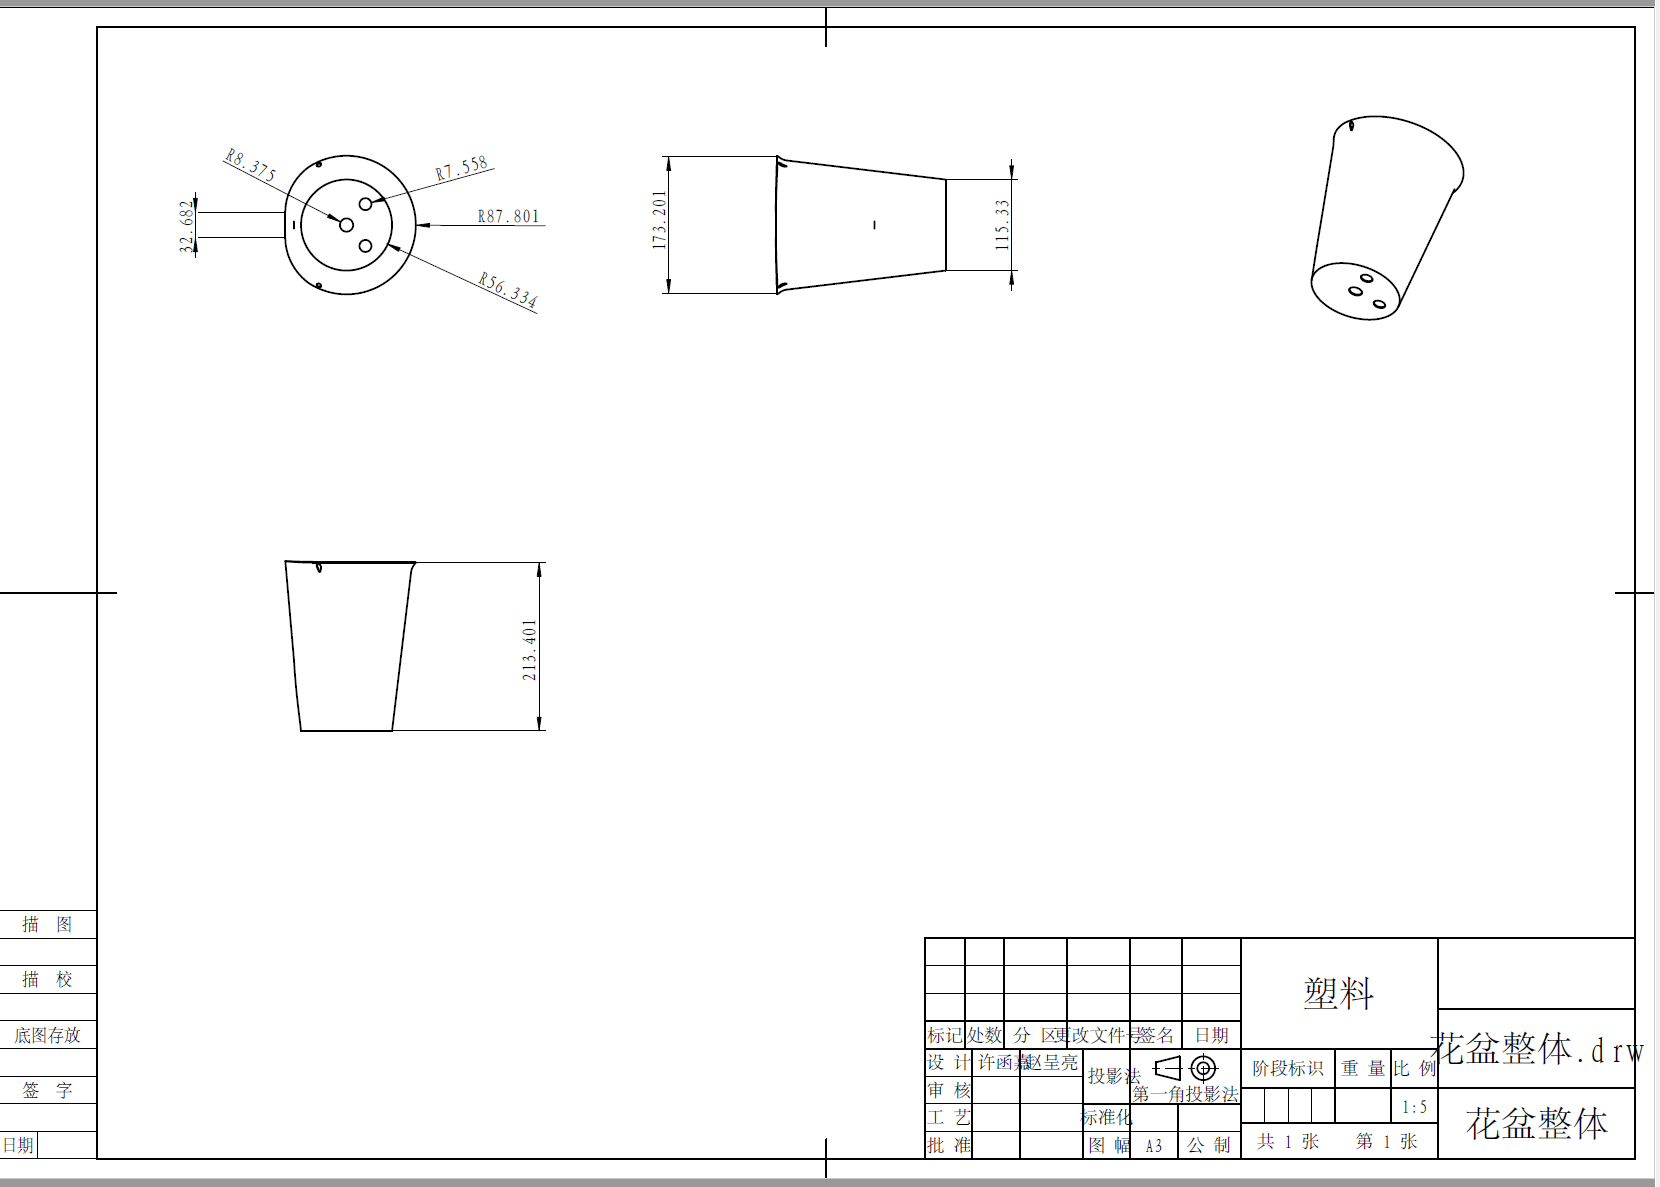 R8.375
R7.558
32.682
R87.801
R56.334
173.201
115.33
213.401
描 图
描 校
底图存放
签 字
日期
塑料
标记 处数 分 区 更改文件号 签名 日期
设 计 许函嘉 赵呈亮
投影法
第一角投影法
阶段标识 重 量 比 例
花盆整体.drw
审 核
工 艺
标准化
1:5
批 准
图 幅 A3 公 制
共 1 张 第 1 张
花盆整体